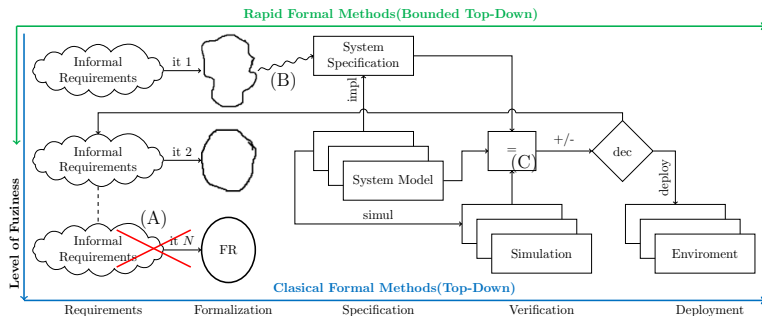 Rapid Formal Methods(Bounded Top-Down)
Informal
Requirements
it 1
(B)
System
Specification
impl
Informal
Requirements
it 2
System Model
=
(C)
+/-
dec
deploy
simul
(A)
Informal
Requirements
it N
FR
Simulation
Enviroment
Level of Fuziness
Clasical Formal Methods(Top-Down)
Requirements
Formalization
Specification
Verification
Deployment